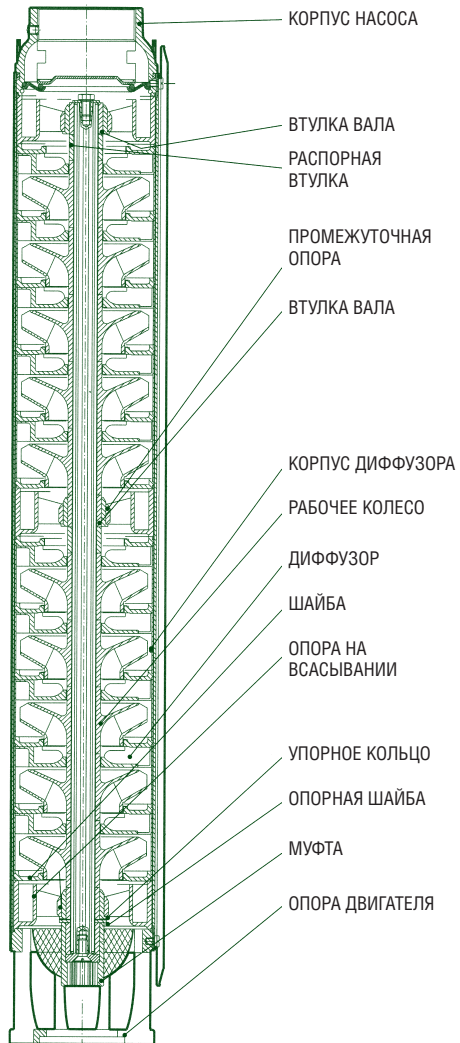 КОРПУС НАСОСА
ВТУЛКА ВАЛА
РАСПОРНАЯ
ВТУЛКА
ПРОМЕЖУТОЧНАЯ
ОПОРА
ВТУЛКА ВАЛА
КОРПУС ДИФФУЗОРА
РАБОЧЕЕ КОЛЕСО
ДИФФУЗОР
ШАЙБА
ОПОРА НА
ВСАСЫВАНИИ
УПОРНОЕ КОЛЬЦО
ОПОРНАЯ ШАЙБА
МУФТА
ОПОРА ДВИГАТЕЛЯ